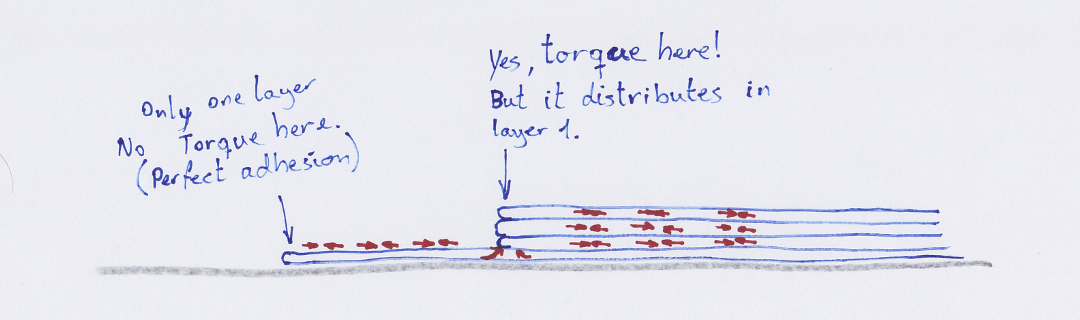 Only one layer
No Torque here.
(Perfect adhesion)
Yes, torque here!
But it distributes in
layer 1.